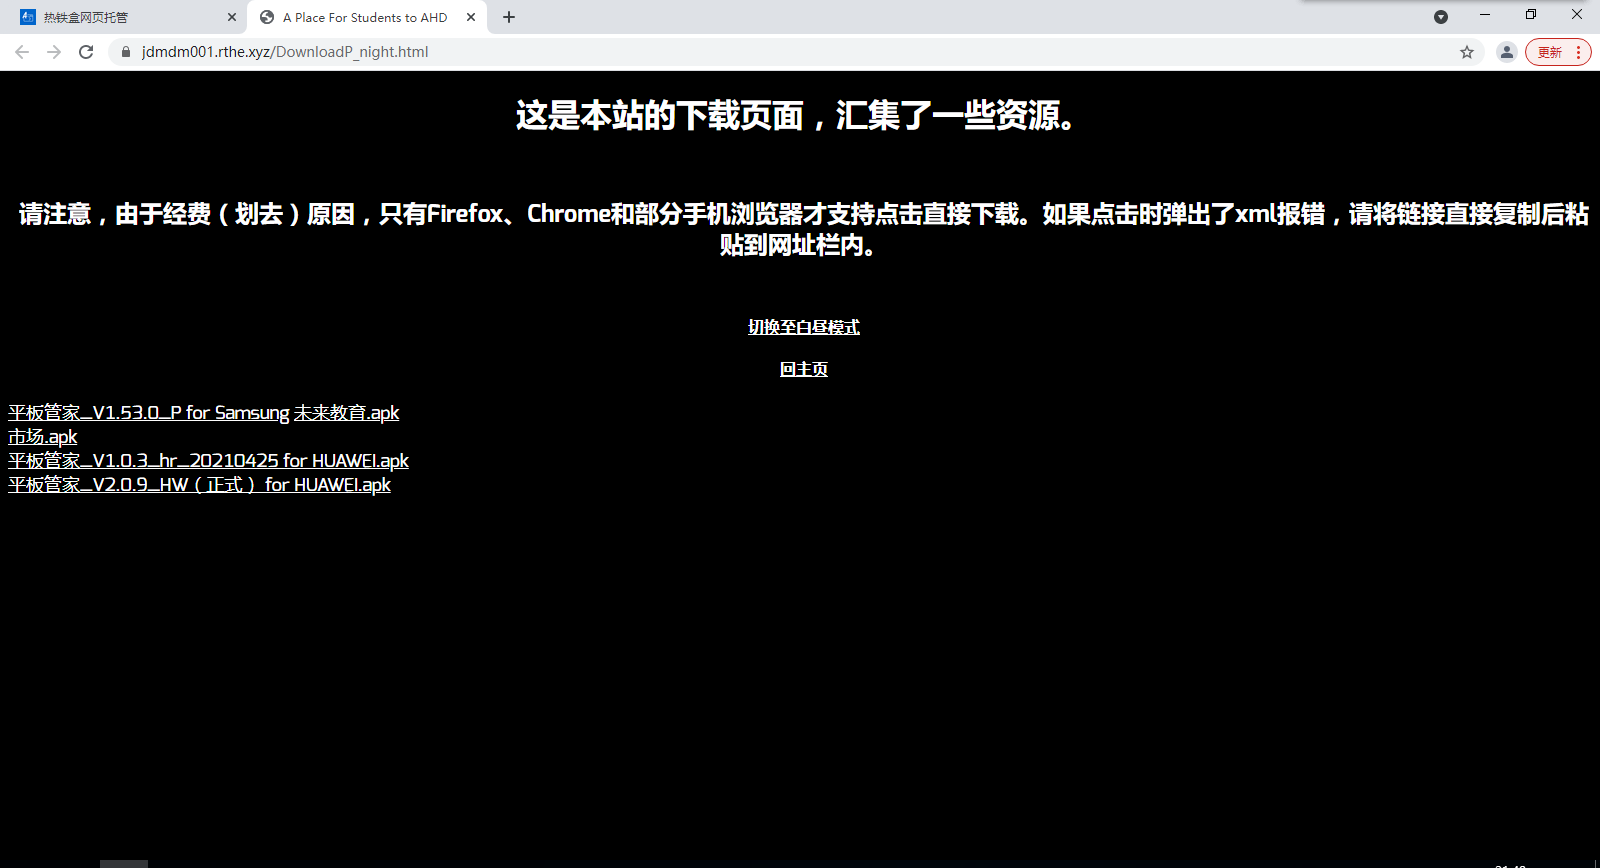 热铁盒网页托管
A Place For Students to AHD
jdmdm001.rthe.xyz/DownloadP_night.html
更新
这是本站的下载页面，汇集了一些资源。
请注意，由于经费（划去）原因，只有Firefox、Chrome和部分手机浏览器才支持点击直接下载。如果点击时弹出了xml报错，请将链接直接复制后粘
贴到网址栏内。
切换至白昼模式
回主页
平板管家_V1.53.0_P for Samsung 未来教育.apk
市场.apk
平板管家_V1.0.3_hr_20210425 for HUAWEI.apk
平板管家_V2.0.9_HW（正式） for HUAWEI.apk